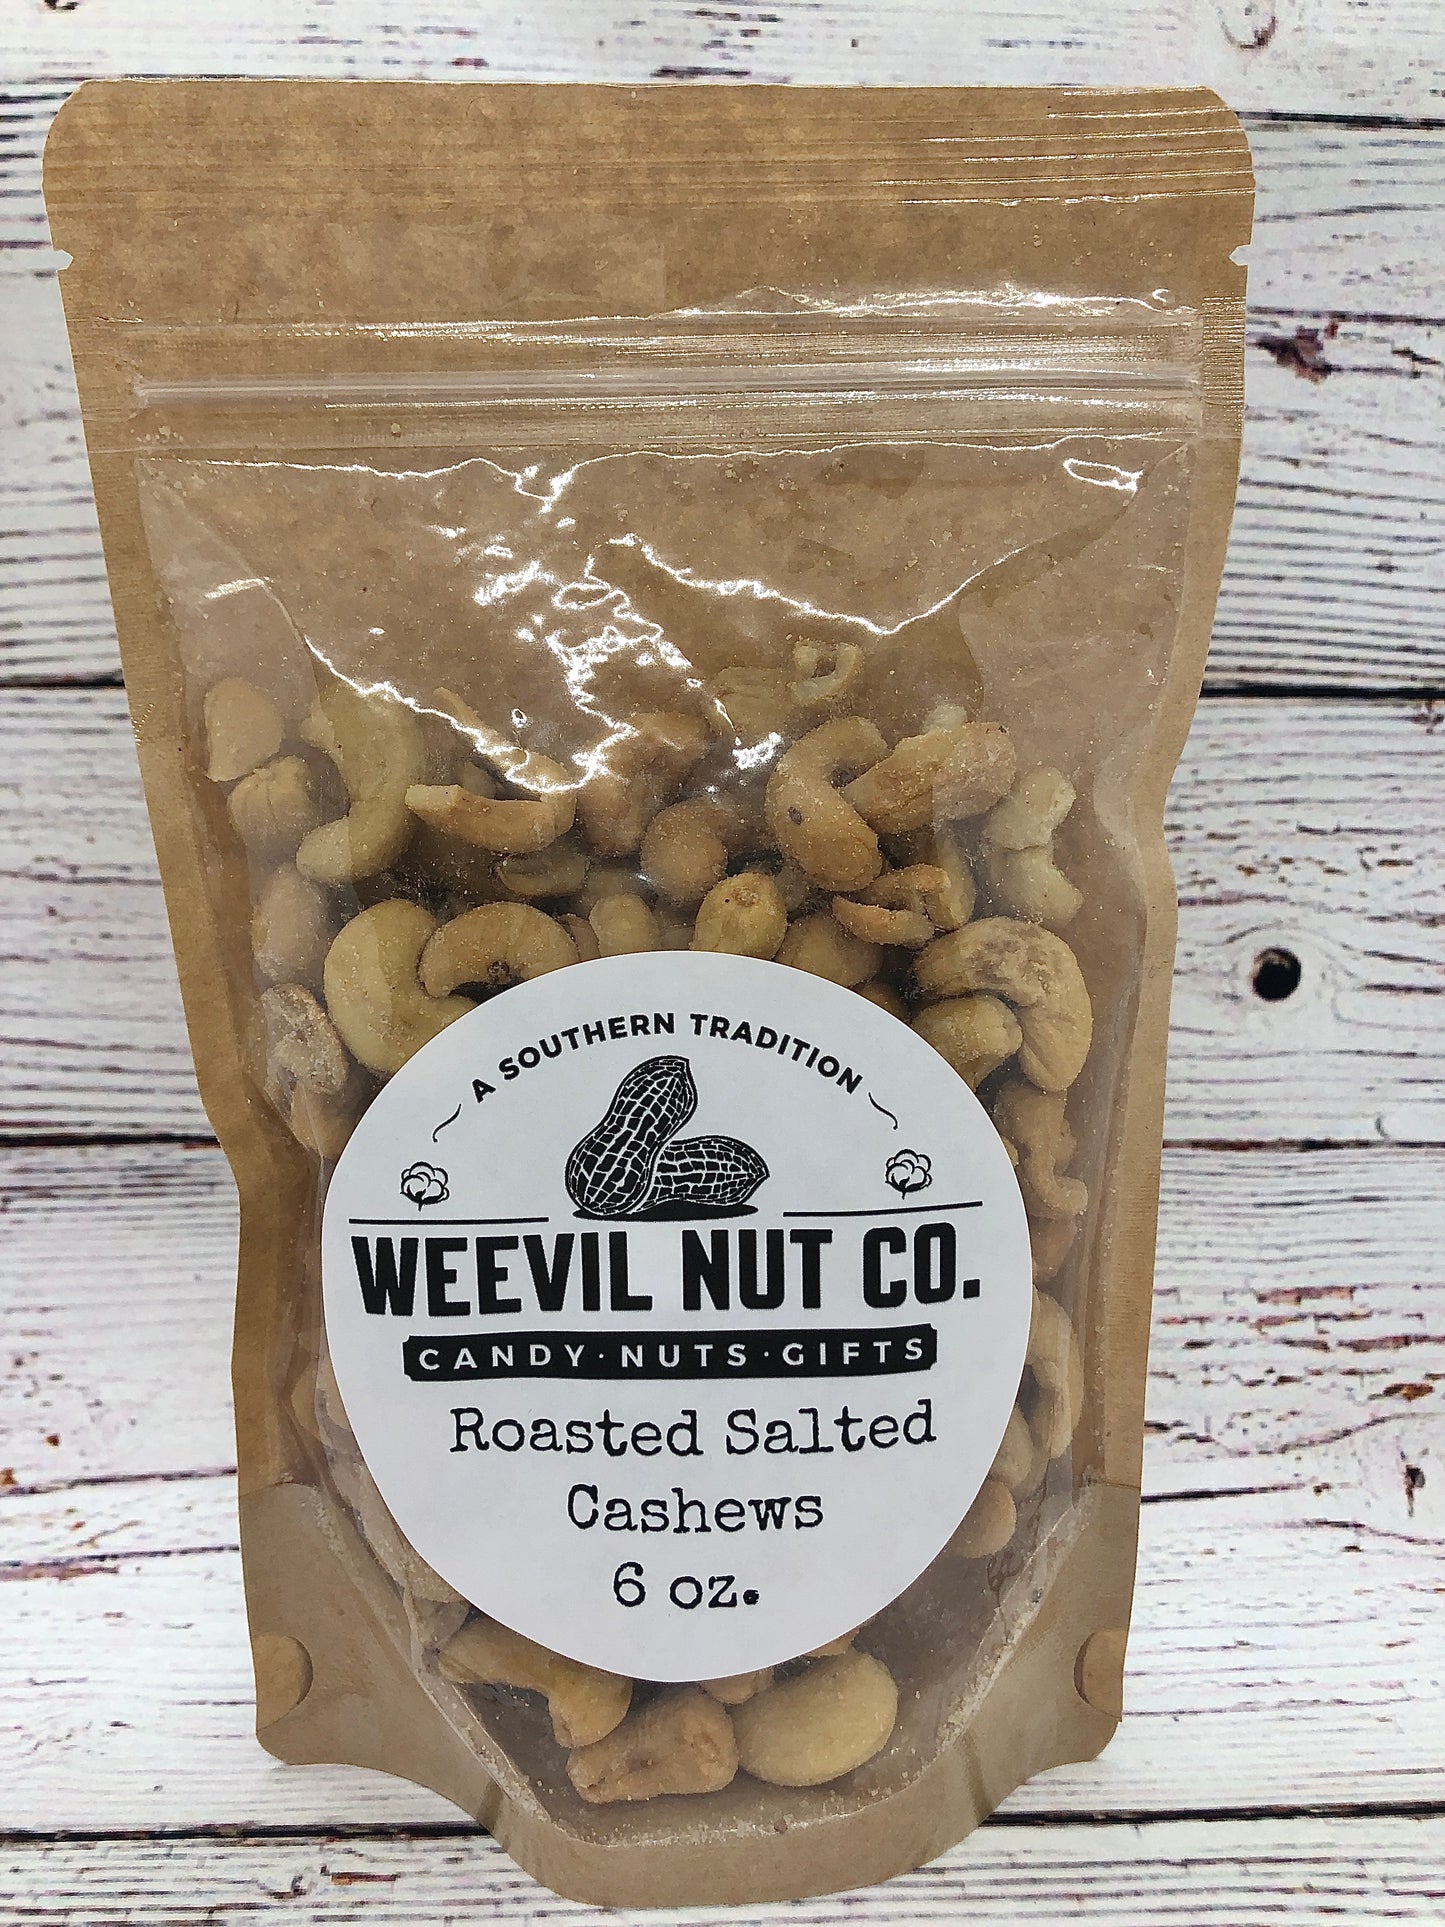 A SOUTHERN TRADITION
WEEVIL NUT CO.
CANDY·NUTS·GIFTS
Roasted Salted
Cashews
6 oz.